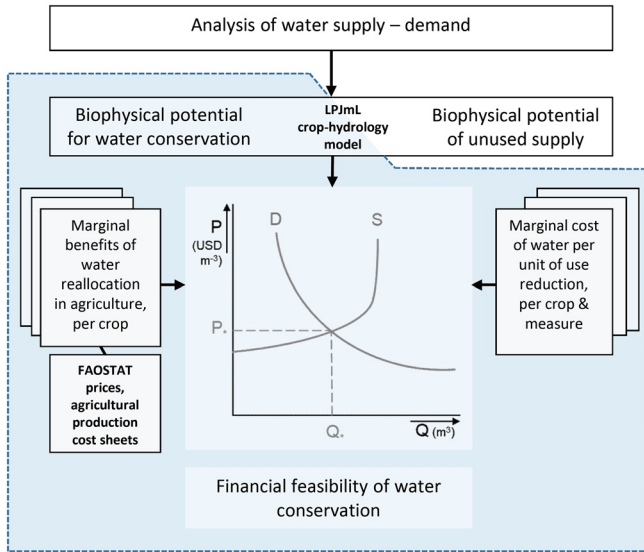 Analysis of water supply – demand
Biophysical potential
for water conservation
LPJmL
crop-hydrology
model
Biophysical potential
of unused supply
Marginal
benefits of
water
reallocation
in agriculture,
per crop
FAOSTAT
prices,
agricultural
production
cost sheets
P
(USD
m-3)
D
S
P*
Q*
Q (m3)
Marginal cost
of water per
unit of use
reduction,
per crop &
measure
Financial feasibility of water
conservation